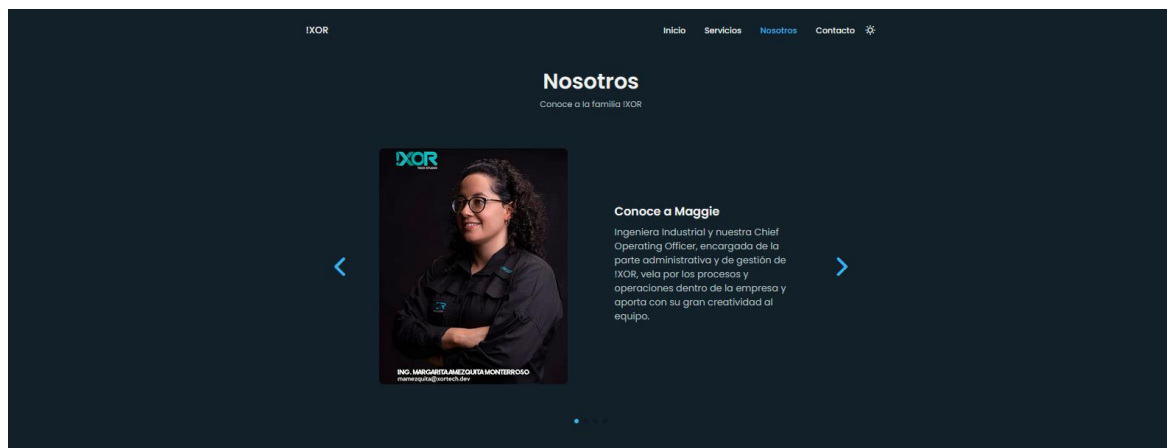 !XOR
Inicio Servicios Nosotros Contacto
Nosotros
Conoce a la familia !XOR
!XOR
TECH STUDIO
ING. MARGARITA AMEZQUITA MONTERROSO
mamezquita@xortech.dev
Conoce a Maggie
Ingeniera Industrial y nuestra Chief
Operating Officer, encargada de la
parte administrativa y de gestión de
!XOR, vela por los procesos y
operaciones dentro de la empresa y
aporta con su gran creatividad al
equipo.